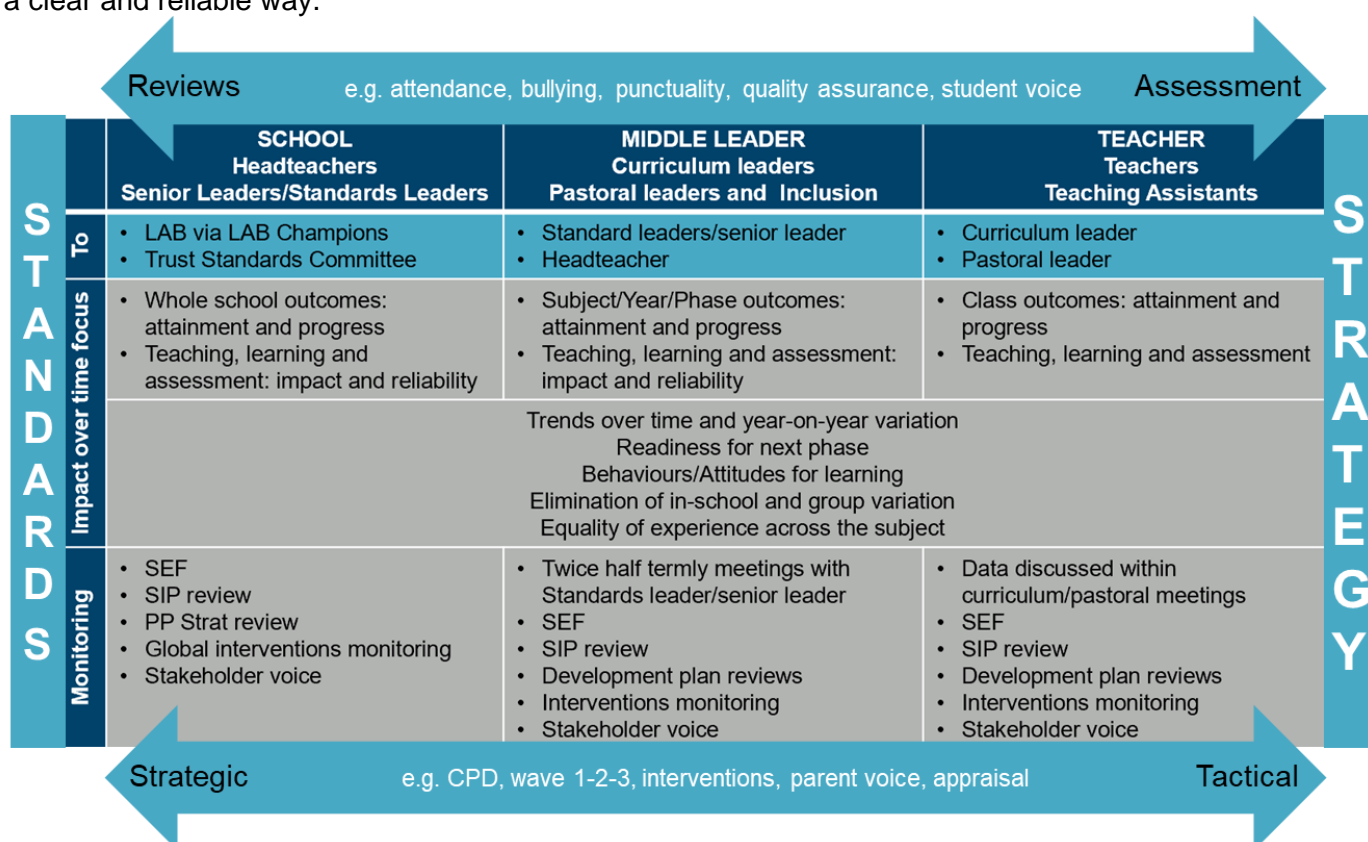 a clear and reliable way.
Reviews
e.g. attendance, bullying, punctuality, quality assurance, student voice
Assessment
STANDARDS
SCHOOL
Headteachers
Senior Leaders/Standards Leaders
MIDDLE LEADER
Curriculum leaders
Pastoral leaders and Inclusion
TEACHER
Teachers
Teaching Assistants
To
• LAB via LAB Champions
• Trust Standards Committee
• Standard leaders/senior leader
• Headteacher
• Curriculum leader
• Pastoral leader
Impact over time focus
• Whole school outcomes:
attainment and progress
• Teaching, learning and
assessment: impact and reliability
• Subject/Year/Phase outcomes:
attainment and progress
• Teaching, learning and assessment:
impact and reliability
• Class outcomes: attainment and
progress
• Teaching, learning and assessment
Trends over time and year-on-year variation
Readiness for next phase
Behaviours/Attitudes for learning
Elimination of in-school and group variation
Equality of experience across the subject
Monitoring
• SEF
• SIP review
• PP Strat review
• Global interventions monitoring
• Stakeholder voice
• Twice half termly meetings with
Standards leader/senior leader
• SEF
• SIP review
• Development plan reviews
• Interventions monitoring
• Stakeholder voice
• Data discussed within
curriculum/pastoral meetings
• SEF
• SIP review
• Development plan reviews
• Interventions monitoring
• Stakeholder voice
STRATEGY
Strategic
e.g. CPD, wave 1-2-3, interventions, parent voice, appraisal
Tactical